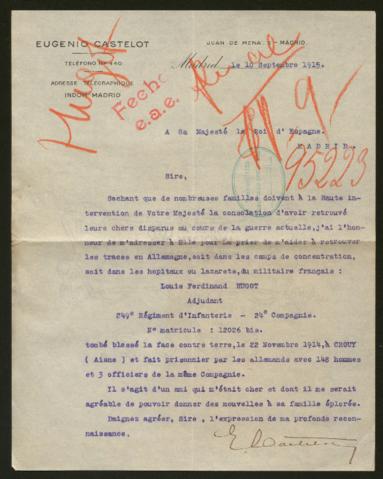 EUGENIO CASTELOT
JUAN DE MENA, - MADRID
TELÉFONO Nº 440
Madrid, le 10 Septembre 1915.
ADRESSE TÉLÉGRAPHIQUE
INDOR-MADRID
Hugot
Fecho
e.a.e.
A Sa Majesté le Roi d'Espagne.
MADRID.
95223
Sire,
Sachant que de nombreuses familles doivent à la Haute in-
tervention de Votre Majesté la consolation d'avoir retrouvé
leurs chers disparus au cours de la guerre actuelle, j'ai l'hon-
neur de m'adresser à Elle pour la prier de m'aider à retrouver
les traces en Allemagne, soit dans les camps de concentration,
soit dans les hopitaux ou lazarets, du militaire français :
Louis Ferdinand HUGOT
Adjudant
249e Régiment d'Infanterie - 24e Compagnie.
Nº matricule : 12026 bis.
tombé blessé la face contre terre, le 22 Novembre 1914, à CROUY
( Aisne ) et fait prisonnier par les allemands avec 148 hommes
et 3 officiers de la même Compagnie.
Il s'agit d'un ami qui m'était cher et dont il me serait
agréable de pouvoir donner des nouvelles à sa famille éplorée.
Daignez agréer, Sire , l'expression de ma profonde recon-
naissance.
E. Castelot